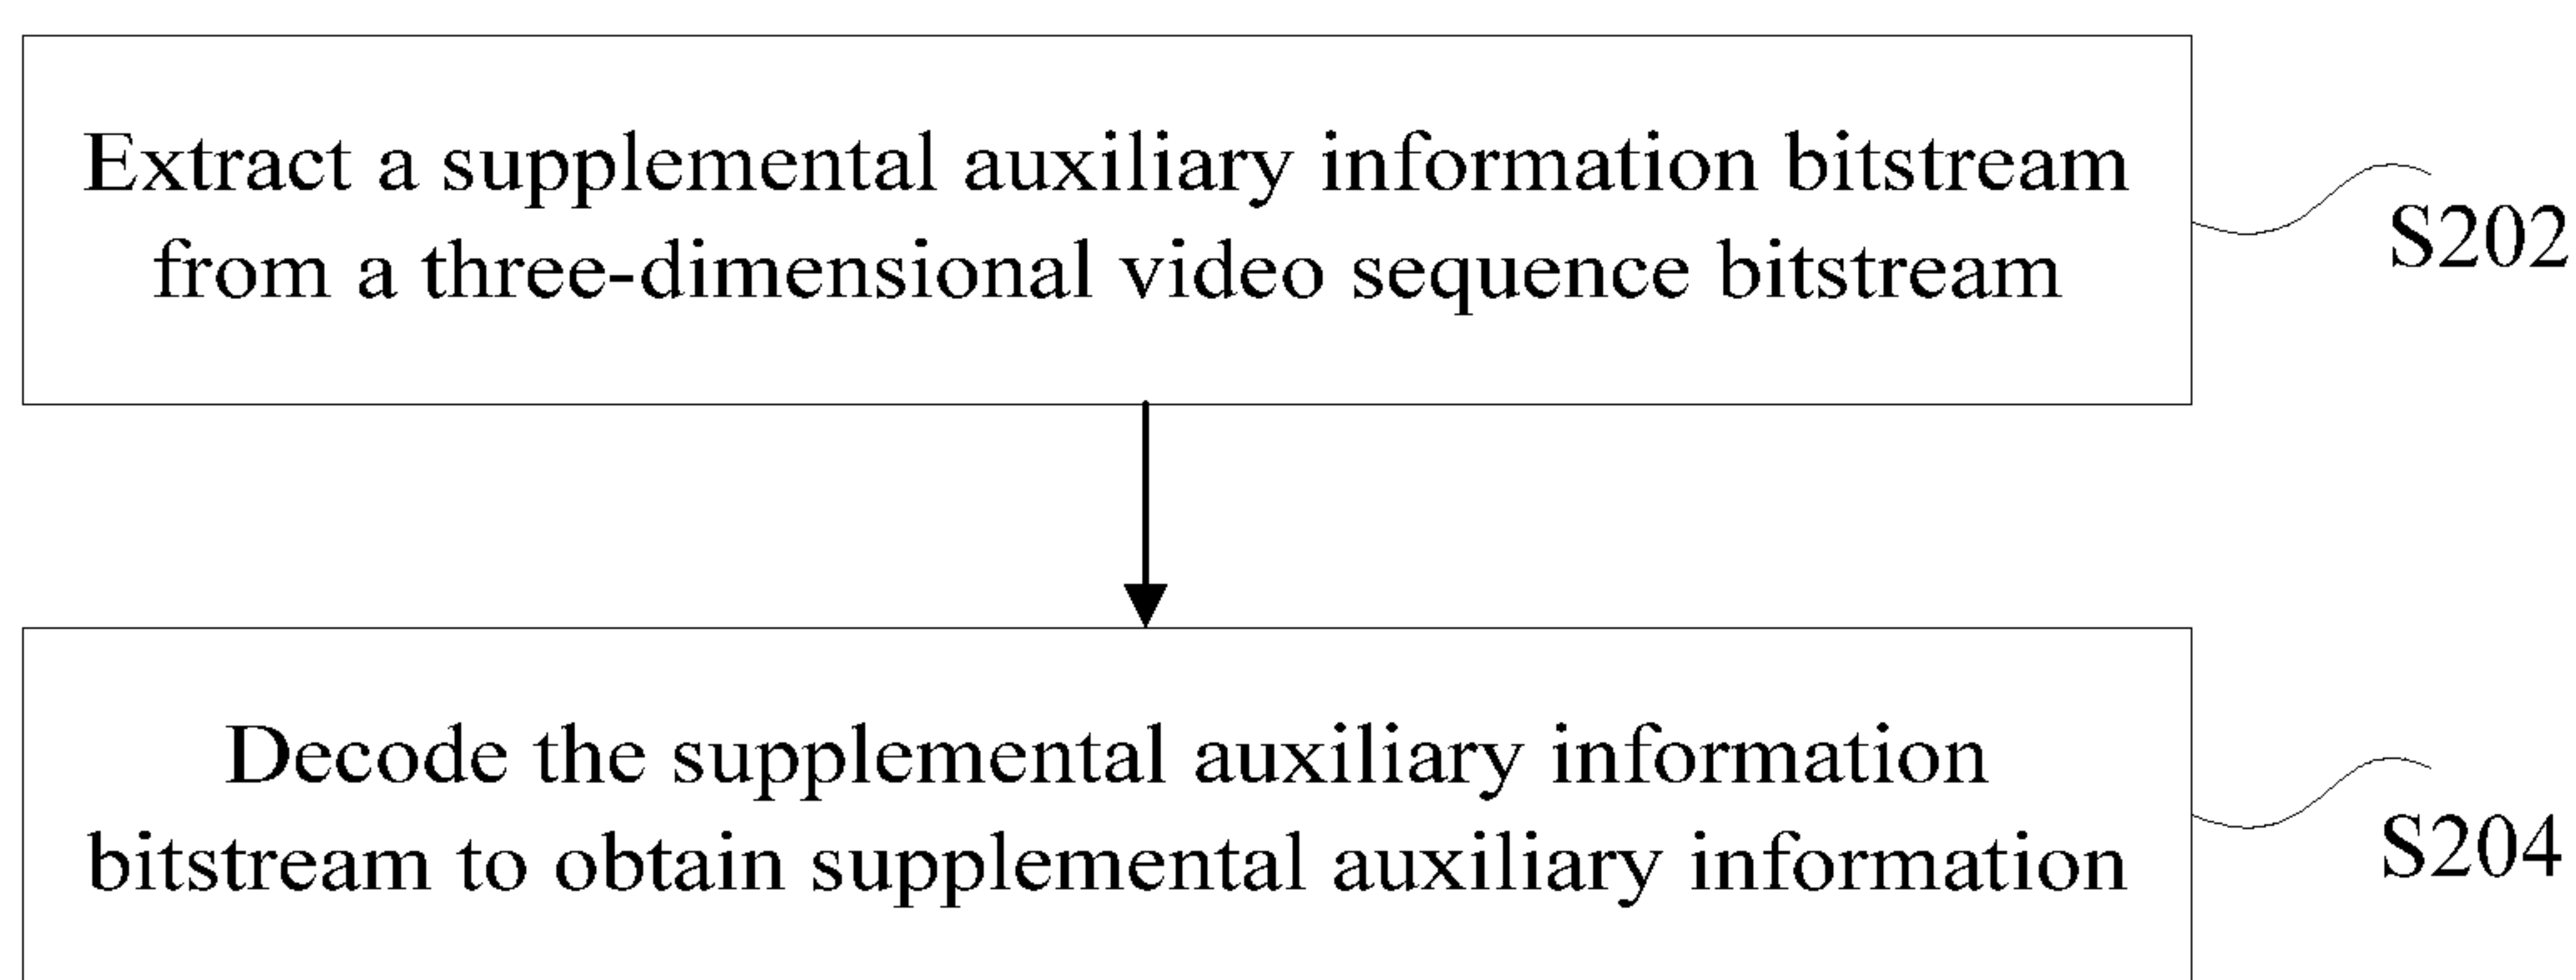 Extract a supplemental auxiliary information bitstream
from a three-dimensional video sequence bitstream
S202
Decode the supplemental auxiliary information
bitstream to obtain supplemental auxiliary information
S204